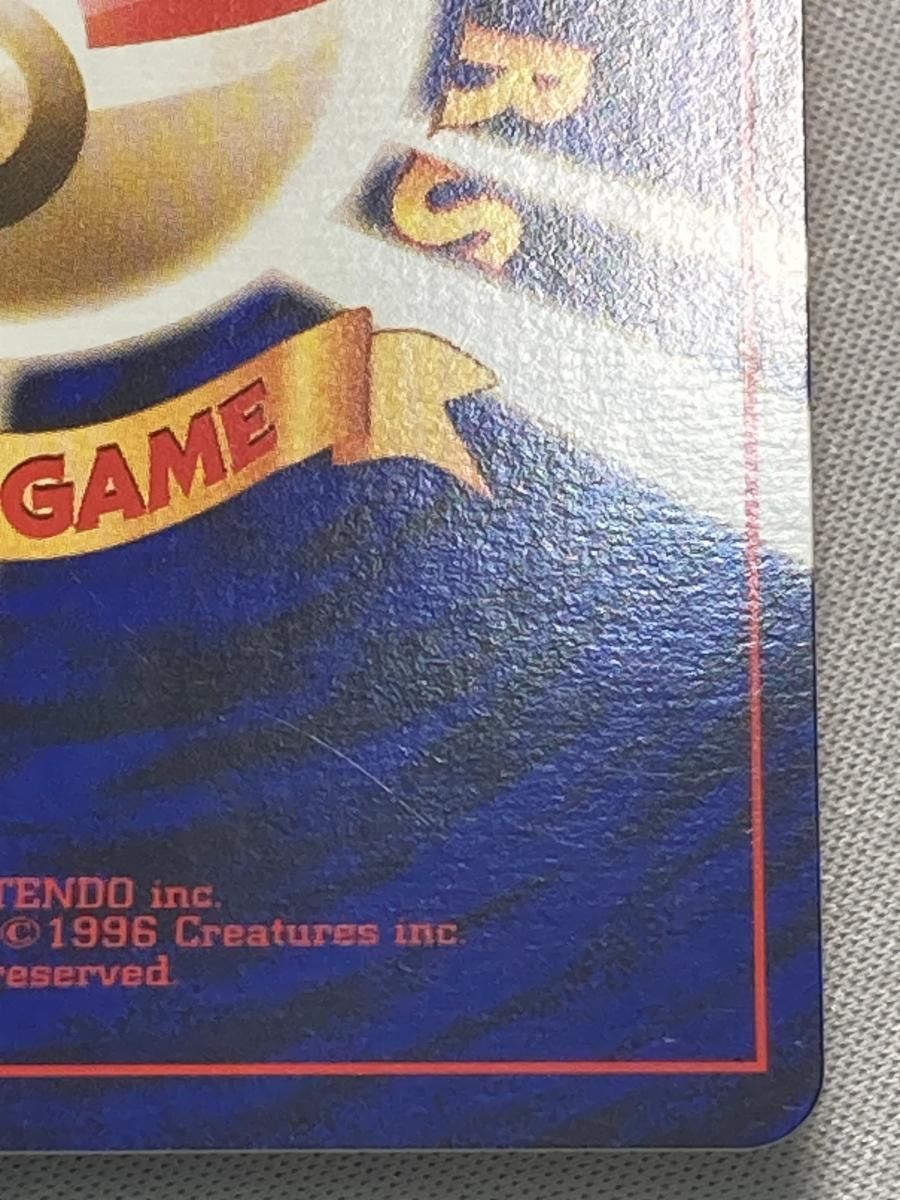 R
S
GAME
TENDO inc.
©1996 Creatures inc.
reserved